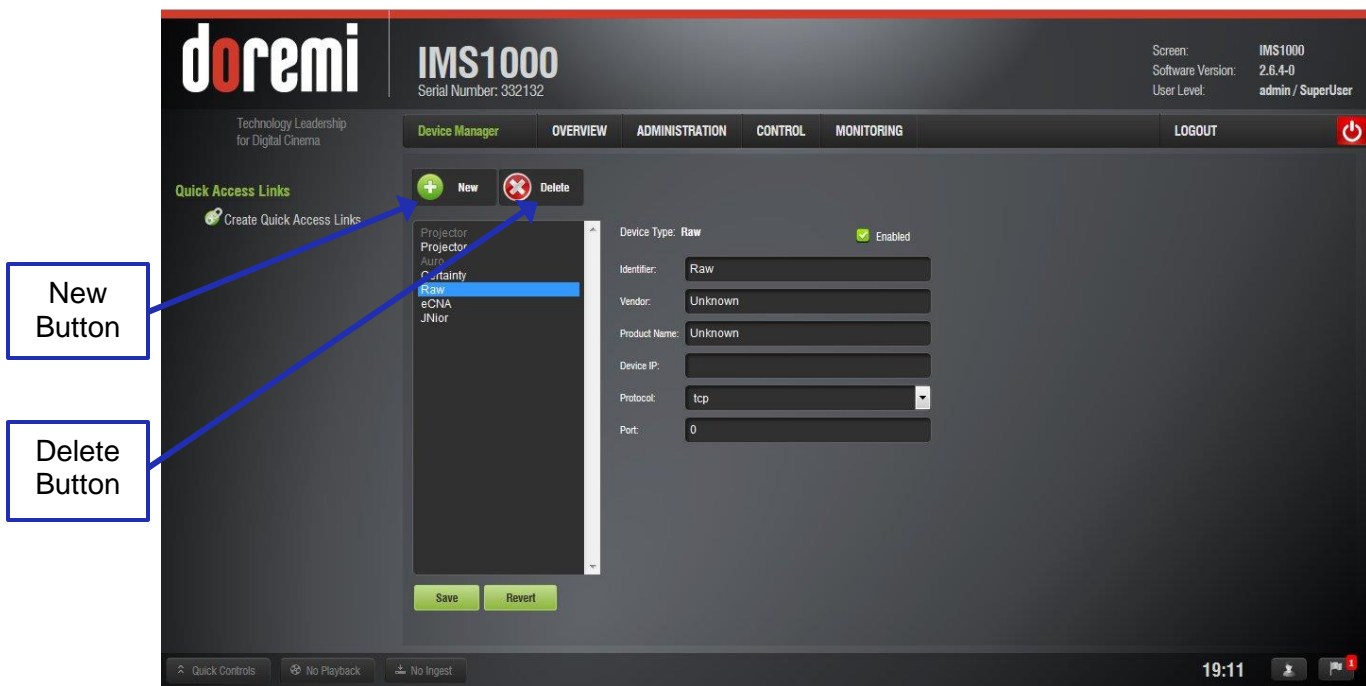 doremi
Technology Leadership
for Digital Cinema
IMS1000
Serial Number: 332132
Screen: IMS1000
Software Version: 2.6.4-0
User Level: admin / SuperUser
Device Manager OVERVIEW ADMINISTRATION CONTROL MONITORING LOGOUT
Quick Access Links
Create Quick Access Links
New Delete
Projector
Projector
Auro
Certainty
Raw
eCNA
JNior
Device Type: Raw Enabled
Identifier: Raw
Vendor: Unknown
Product Name: Unknown
Device IP:
Protocol: tcp
Port: 0
Save Revert
New
Button
Delete
Button
Quick Controls No Playback No Ingest 19:11 1